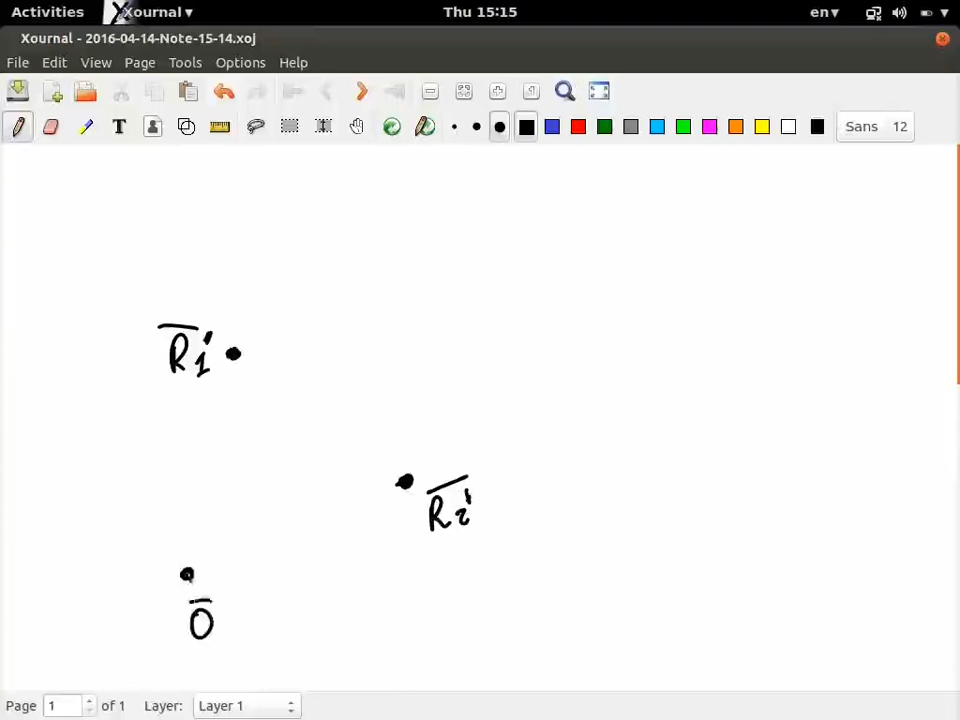 Activities Xournal ▾ Thu 15:15 en ▾
Xournal - 2016-04-14-Note-15-14.xoj
File Edit View Page Tools Options Help
Sans 12
R̅1'
R̅2'
O̅
Page 1 of 1 Layer: Layer 1